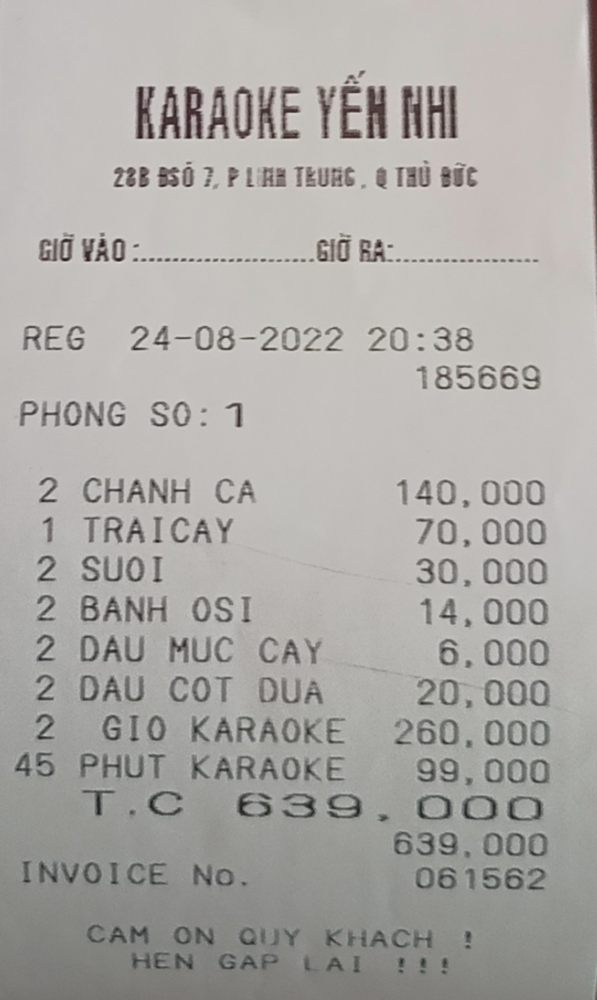 KARAOKE YẾN NHI
28B ĐSỐ 7, P LINH TRUNG, Q THỦ ĐỨC
GIỜ VÀO :......................GIỜ RA:...................
REG 24-08-2022 20:38
185669
PHONG SO: 1
2 CHANH CA 140,000
1 TRAICAY 70,000
2 SUOI 30,000
2 BANH OSI 14,000
2 DAU MUC CAY 6,000
2 DAU COT DUA 20,000
2 GIO KARAOKE 260,000
45 PHUT KARAOKE 99,000
T.C 639,000
639,000
INVOICE No. 061562
CAM ON QUY KHACH !
HEN GAP LAI !!!